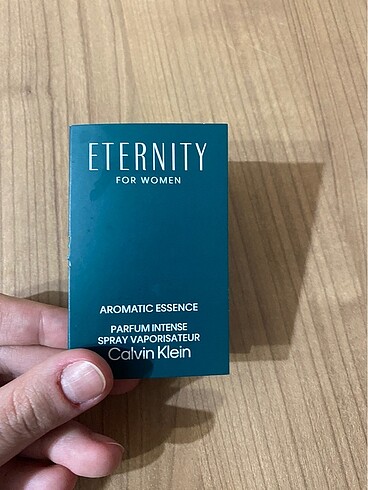 ETERNITY
FOR WOMEN
AROMATIC ESSENCE
PARFUM INTENSE
SPRAY VAPORISATEUR
Calvin Klein